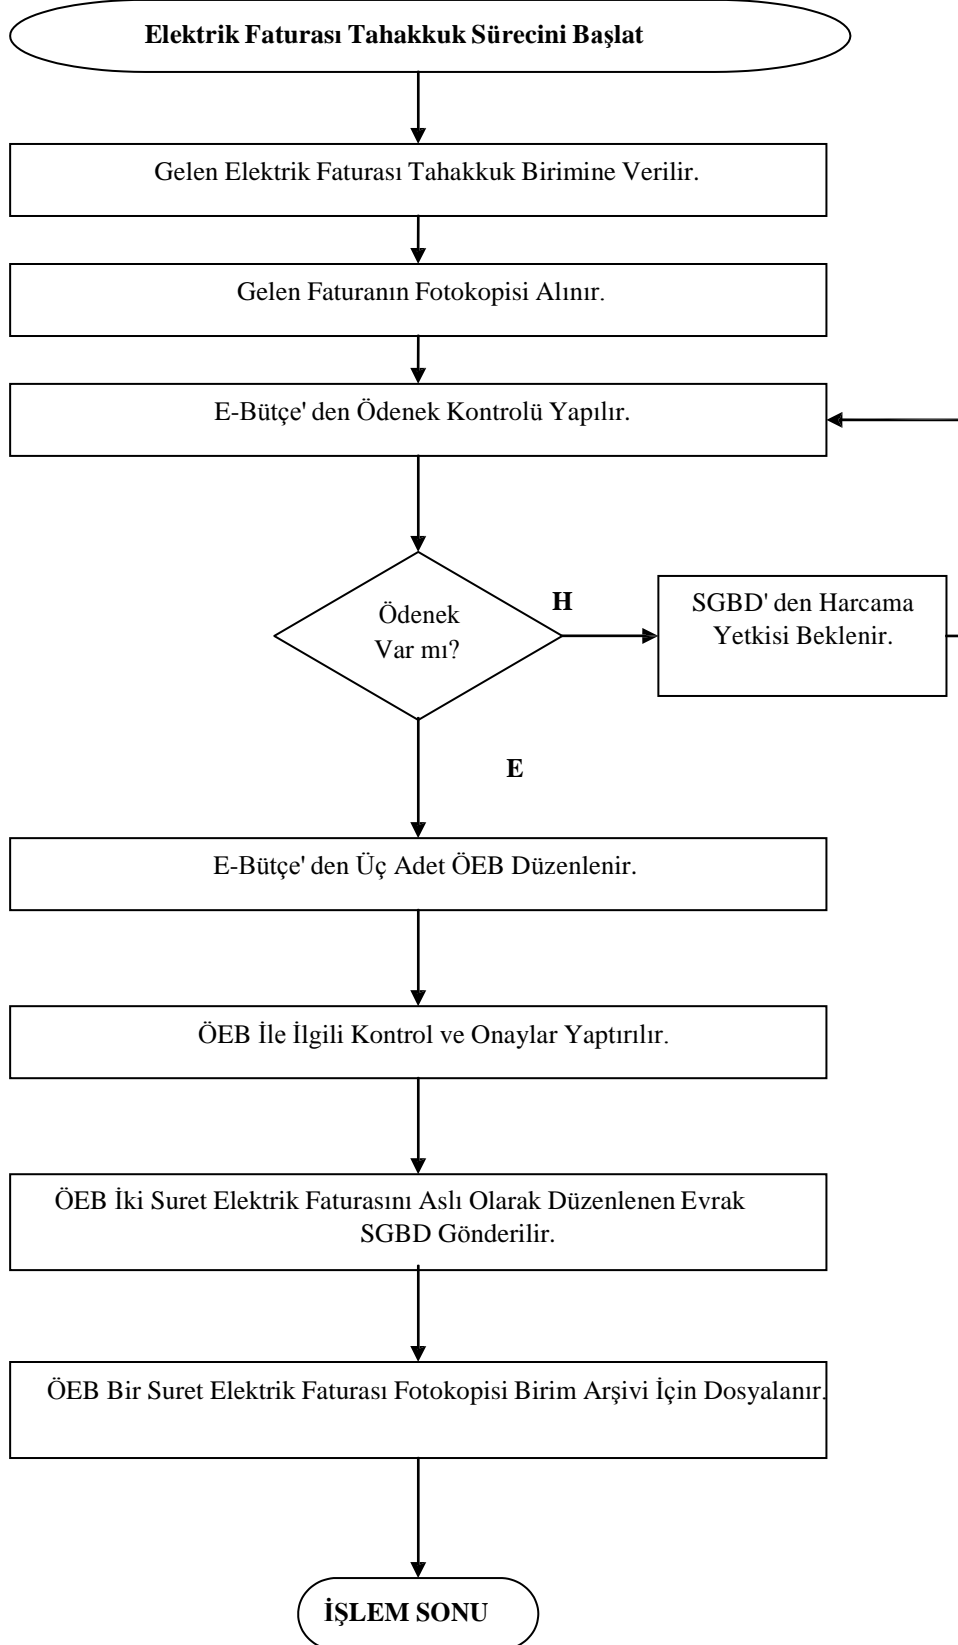 Elektrik Faturası Tahakkuk Sürecini Başlat
Gelen Elektrik Faturası Tahakkuk Birimine Verilir.
Gelen Faturanın Fotokopisi Alınır.
E-Bütçe' den Ödenek Kontrolü Yapılır.
Ödenek
Var mı?
H
SGBD' den Harcama
Yetkisi Beklenir.
E
E-Bütçe' den Üç Adet ÖEB Düzenlenir.
ÖEB İle İlgili Kontrol ve Onaylar Yaptırılır.
ÖEB İki Suret Elektrik Faturasını Aslı Olarak Düzenlenen Evrak
SGBD Gönderilir.
ÖEB Bir Suret Elektrik Faturası Fotokopisi Birim Arşivi İçin Dosyalanır.
İŞLEM SONU